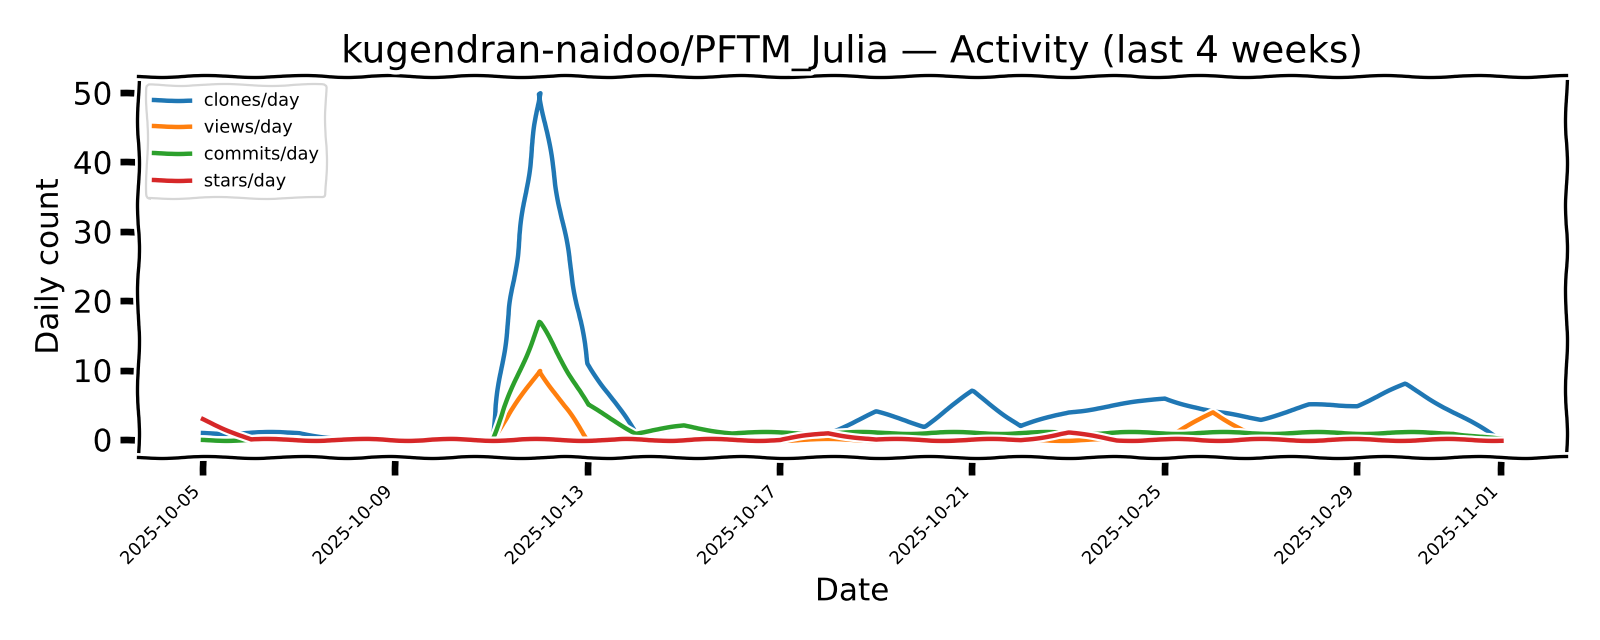 kugendran-naidoo/PFTM_Julia — Activity (last 4 weeks)
clones/day
views/day
commits/day
stars/day
Daily count
50
40
30
20
10
0
2025-10-05
2025-10-09
2025-10-13
2025-10-17
2025-10-21
2025-10-25
2025-10-29
2025-11-01
Date